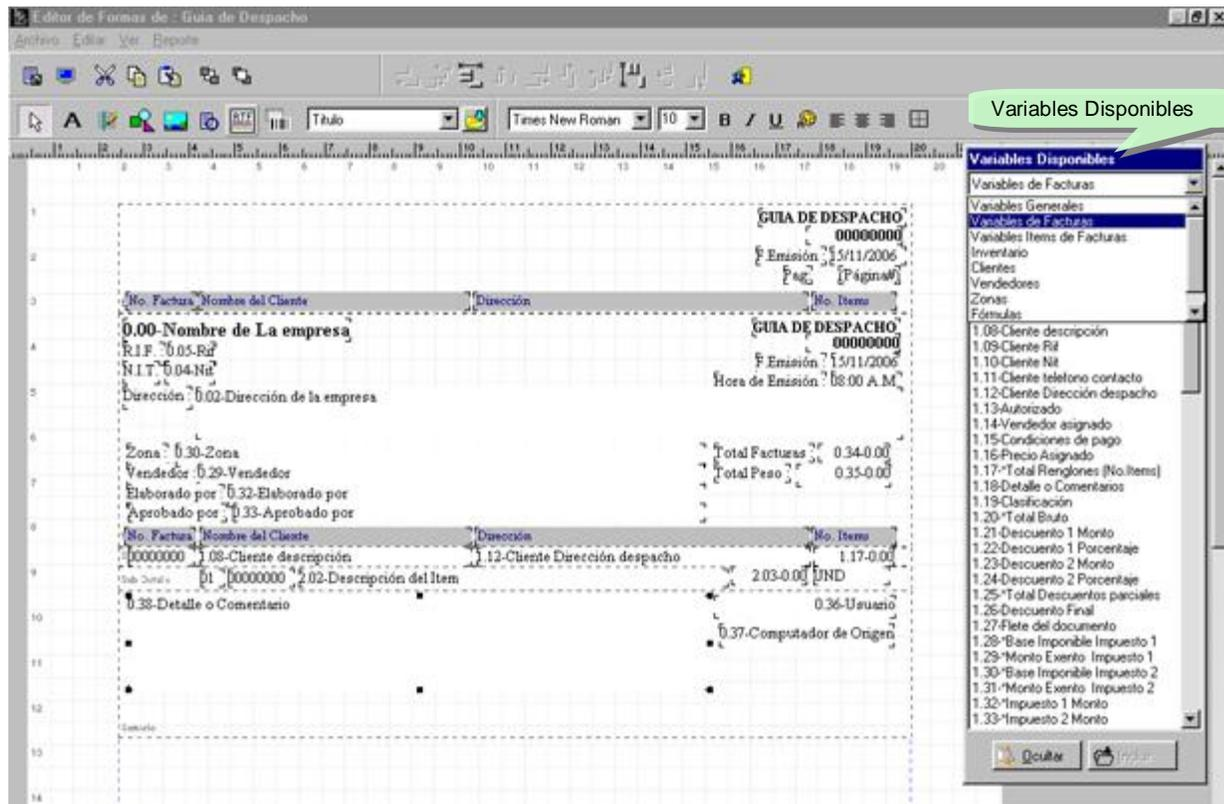 Editor de Formas de : Guia de Despacho
Archivo Editar Ver Reporte
Título Times New Roman 10 B / U
Variables Disponibles
GUIA DE DESPACHO
00000000
F.Emisión 15/11/2006
Pag. [Página#]
No. Factura Nombre del Cliente Dirección No. Items
0.00-Nombre de La empresa GUIA DE DESPACHO
00000000
R.I.F. 0.05-Rif F.Emisión 15/11/2006
N.I.T. 0.04-Nit Hora de Emisión 08:00 A.M.
Dirección : 0.02-Dirección de la empresa
Zona : 0.30-Zona Total Facturas : 0.34-0.00
Vendedor : 0.29-Vendedor Total Peso : 0.35-0.00
Elaborado por 0.32-Elaborado por
Aprobado por : 0.33-Aprobado por
No. Factura Nombre del Cliente Dirección No. Items
00000000 1.08-Cliente descripción 1.12-Cliente Dirección despacho 1.17-0.00
Sub Detalle 01 00000000 2.02-Descripción del Item 2.03-0.00 UND
0.38-Detalle o Comentario 0.36-Usuario
0.37-Computador de Origen
Sumario
Variables Disponibles
Variables de Facturas
Variables Generales
Variables de Facturas
Variables Items de Facturas
Inventario
Clientes
Vendedores
Zonas
Fórmulas
1.08-Cliente descripción
1.09-Cliente Rif
1.10-Cliente Nit
1.11-Cliente telefono contacto
1.12-Cliente Dirección despacho
1.13-Autorizado
1.14-Vendedor asignado
1.15-Condiciones de pago
1.16-Precio Asignado
1.17-*Total Renglones (No.Items)
1.18-Detalle o Comentarios
1.19-Clasificación
1.20-*Total Bruto
1.21-Descuento 1 Monto
1.22-Descuento 1 Porcentaje
1.23-Descuento 2 Monto
1.24-Descuento 2 Porcentaje
1.25-*Total Descuentos parciales
1.26-Descuento Final
1.27-Flete del documento
1.28-*Base Imponible Impuesto 1
1.29-*Monto Exento Impuesto 1
1.30-*Base Imponible Impuesto 2
1.31-*Monto Exento Impuesto 2
1.32-*Impuesto 1 Monto
1.33-*Impuesto 2 Monto
Ocultar Incluir